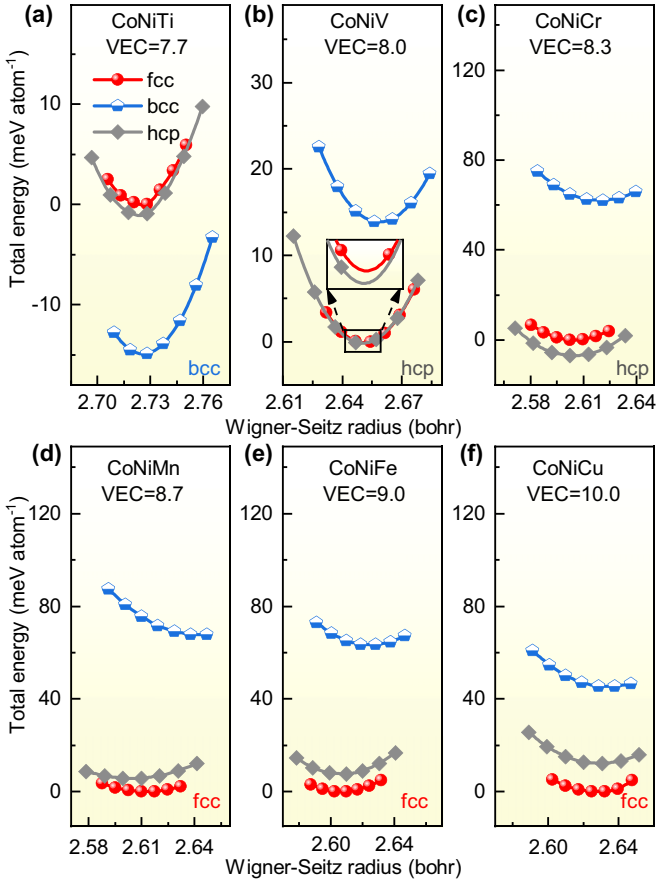 (a)
CoNiTi
VEC=7.7
fcc
bcc
hcp
10
0
-10
bcc
2.70 2.73 2.76
Total energy (meV atom⁻¹)
(b)
CoNiV
VEC=8.0
30
20
10
0
hcp
2.61 2.64 2.67
(c)
CoNiCr
VEC=8.3
120
80
40
0
hcp
2.58 2.61 2.64
Wigner-Seitz radius (bohr)
(d)
CoNiMn
VEC=8.7
120
80
40
0
fcc
2.58 2.61 2.64
Total energy (meV atom⁻¹)
(e)
CoNiFe
VEC=9.0
120
80
40
0
fcc
2.60 2.64
(f)
CoNiCu
VEC=10.0
120
80
40
0
fcc
2.60 2.64
Wigner-Seitz radius (bohr)